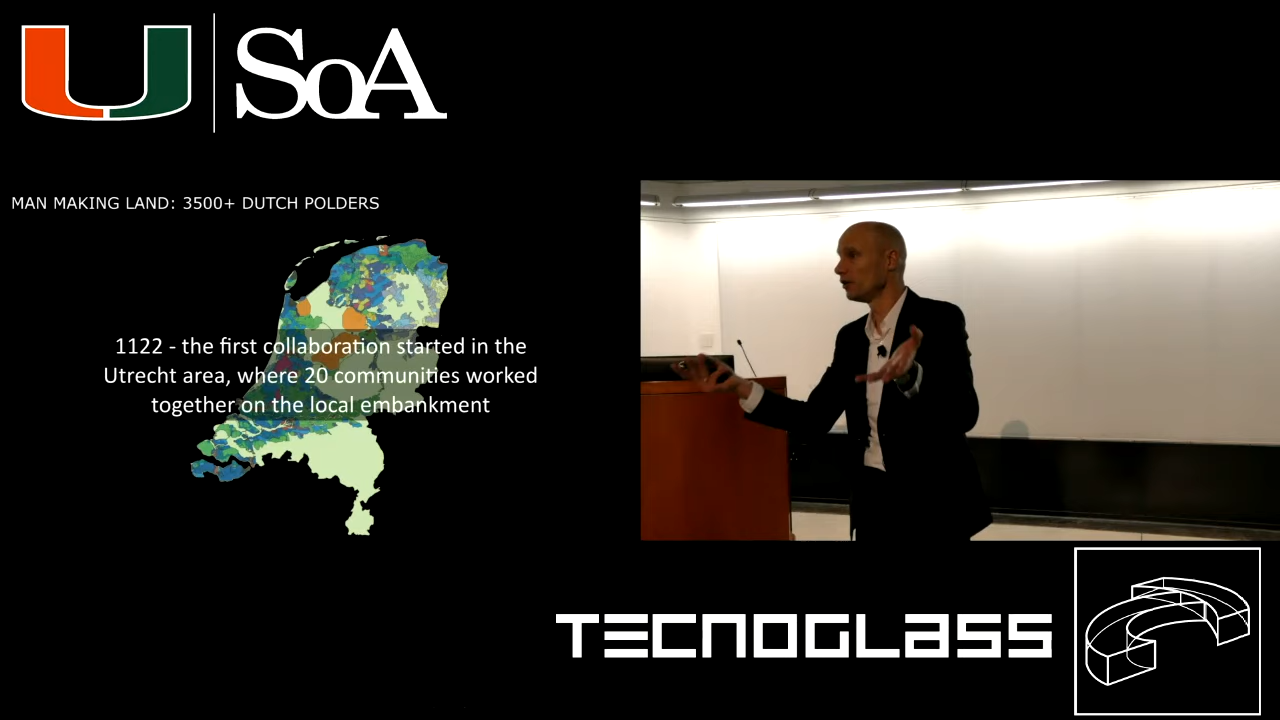 U SoA
MAN MAKING LAND: 3500+ DUTCH POLDERS
1122 - the first collaboration started in the
Utrecht area, where 20 communities worked
together on the local embankment
TECNOGLASS